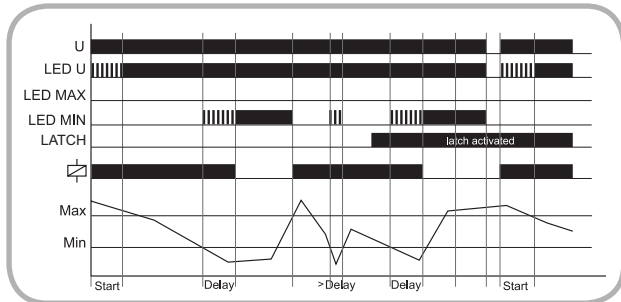 U
LED U
LED MAX
LED MIN
LATCH
latch activated
Max
Min
Start Delay >Delay Delay Start